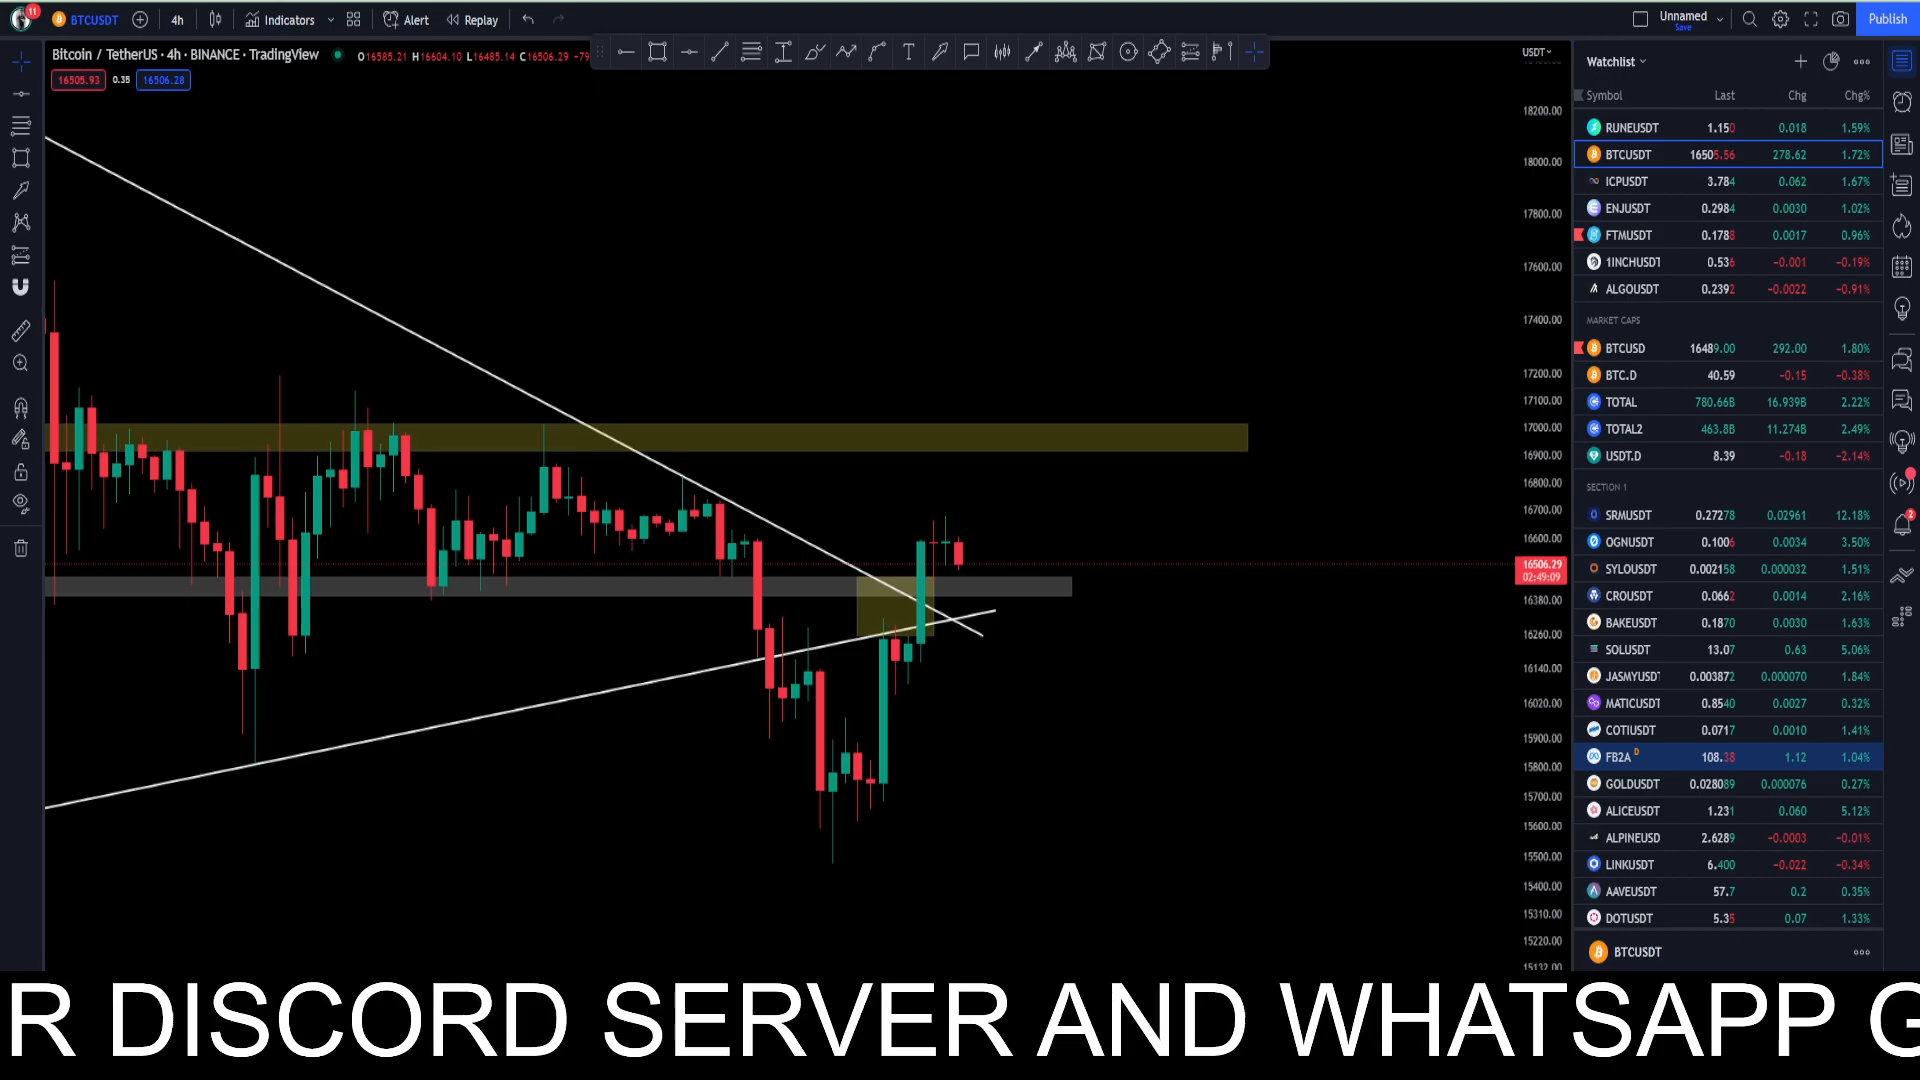 11 BTCUSDT 4h Indicators Alert Replay Unnamed Save Publish
Bitcoin / TetherUS · 4h · BINANCE · TradingView O16585.21 H16604.10 L16485.14 C16506.29 −79
16505.93 0.35 16506.28
USDT
18200.00
18000.00
17800.00
17600.00
17400.00
17200.00
17100.00
17000.00
16900.00
16800.00
16700.00
16600.00
16506.29
02:49:09
16380.00
16260.00
16140.00
16020.00
15900.00
15800.00
15700.00
15600.00
15500.00
15400.00
15310.00
15220.00
15132.00
Watchlist
Symbol Last Chg Chg%
RUNEUSDT 1.150 0.018 1.59%
BTCUSDT 16505.56 278.62 1.72%
ICPUSDT 3.784 0.062 1.67%
ENJUSDT 0.2984 0.0030 1.02%
FTMUSDT 0.1788 0.0017 0.96%
1INCHUSDT 0.536 −0.001 −0.19%
ALGOUSDT 0.2392 −0.0022 −0.91%
MARKET CAPS
BTCUSD 16489.00 292.00 1.80%
BTC.D 40.59 −0.15 −0.38%
TOTAL 780.66B 16.939B 2.22%
TOTAL2 463.8B 11.274B 2.49%
USDT.D 8.39 −0.18 −2.14%
SECTION 1
SRMUSDT 0.27278 0.02961 12.18%
OGNUSDT 0.1006 0.0034 3.50%
SYLOUSDT 0.002158 0.000032 1.51%
CROUSDT 0.0662 0.0014 2.16%
BAKEUSDT 0.1870 0.0030 1.63%
SOLUSDT 13.07 0.63 5.06%
JASMYUSDT 0.003872 0.000070 1.84%
MATICUSDT 0.8540 0.0027 0.32%
COTIUSDT 0.0717 0.0010 1.41%
FB2A D 108.38 1.12 1.04%
GOLDUSDT 0.028089 0.000076 0.27%
ALICEUSDT 1.231 0.060 5.12%
ALPINEUSD 2.6289 −0.0003 −0.01%
LINKUSDT 6.400 −0.022 −0.34%
AAVEUSDT 57.7 0.2 0.35%
DOTUSDT 5.35 0.07 1.33%
BTCUSDT
2
R DISCORD SERVER AND WHATSAPP G